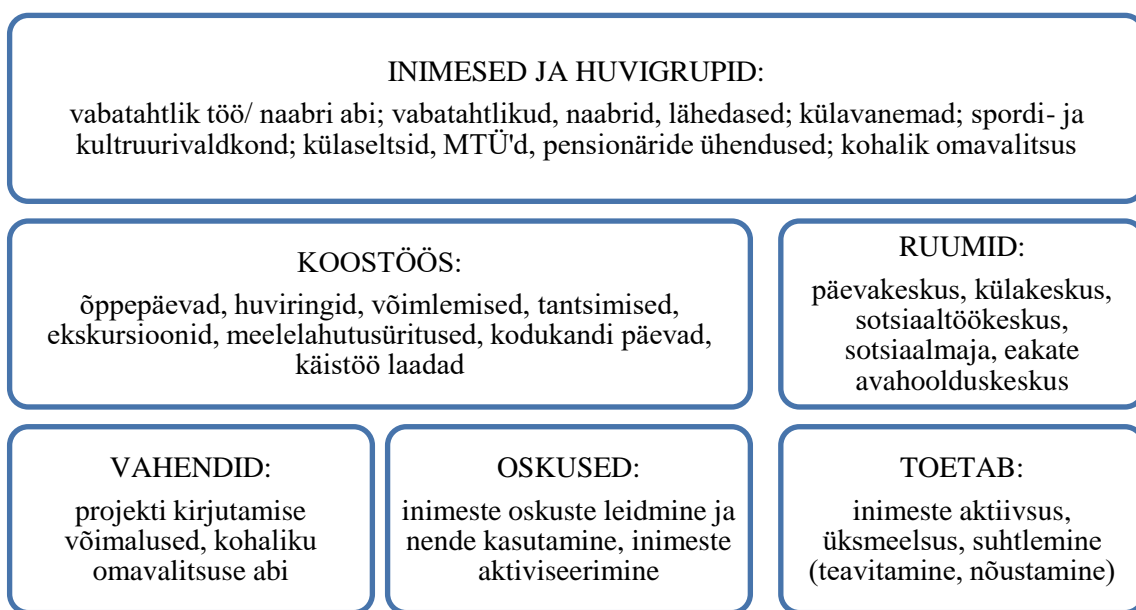 INIMESED JA HUVIGRUPID:
vabatahtlik töö/ naabri abi; vabatahtlikud, naabrid, lähedased; külavanemad; spordi- ja
kultruurivaldkond; külaseltsid, MTÜ'd, pensionäride ühendused; kohalik omavalitsus
KOOSTÖÖS:
õppepäevad, huviringid, võimlemised, tantsimised,
ekskursioonid, meelelahutusüritused, kodukandi päevad,
käistöö laadad
RUUMID:
päevakeskus, külakeskus,
sotsiaaltöökeskus,
sotsiaalmaja, eakate
avahoolduskeskus
VAHENDID:
projekti kirjutamise
võimalused, kohaliku
omavalitsuse abi
OSKUSED:
inimeste oskuste leidmine ja
nende kasutamine, inimeste
aktiviseerimine
TOETAB:
inimeste aktiivsus,
üksmeelsus, suhtlemine
(teavitamine, nõustamine)